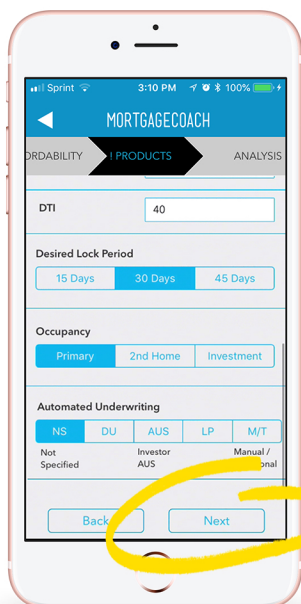 Sprint 3:10 PM 100%
MORTGAGECOACH
ORDABILITY ! PRODUCTS ANALYSIS
DTI 40
Desired Lock Period
15 Days 30 Days 45 Days
Occupancy
Primary 2nd Home Investment
Automated Underwriting
NS DU AUS LP M/T
Not Specified Investor AUS Manual /
Back Next